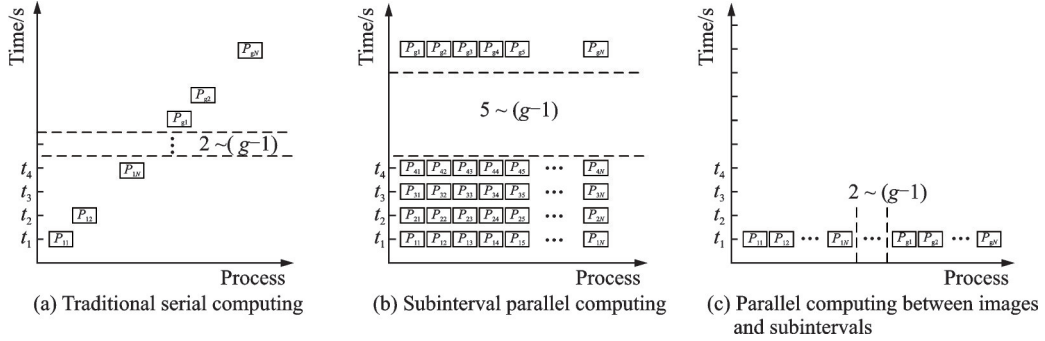 Time/s
P_gN
P_g2
P_g1
2 ~( g−1)
t_4
P_1N
t_3
t_2
P_12
t_1
P_11
Process
(a) Traditional serial computing
Time/s
P_g1 P_g2 P_g3 P_g4 P_g5 P_gN
5 ~ (g−1)
t_4 P_41 P_42 P_43 P_44 P_45 ••• P_4N
t_3 P_31 P_32 P_33 P_34 P_35 ••• P_3N
t_2 P_21 P_22 P_23 P_24 P_25 ••• P_2N
t_1 P_11 P_12 P_13 P_14 P_15 ••• P_1N
Process
(b) Subinterval parallel computing
Time/s
t_4
t_3
2 ~ (g−1)
t_2
t_1 P_11 P_12 ••• P_1N ••• P_g1 P_g2 ••• P_gN
Process
(c) Parallel computing between images
and subintervals